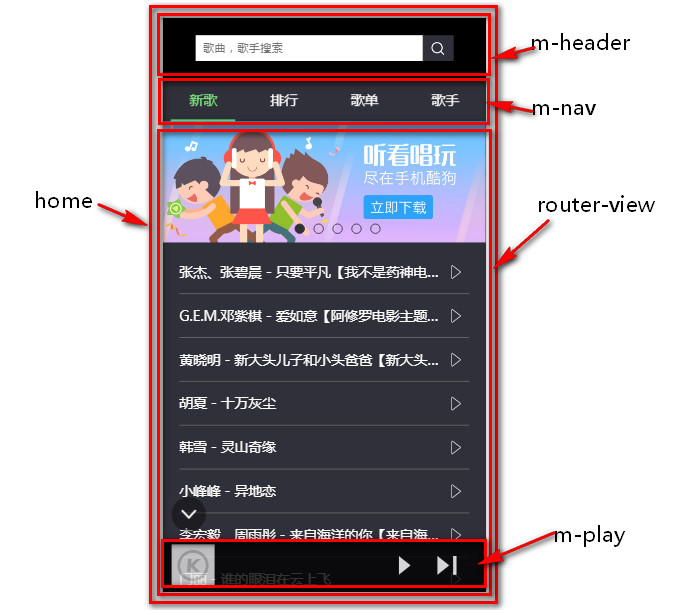 歌曲，歌手搜索
m-header
新歌 排行 歌单 歌手
m-nav
听看唱玩
尽在手机酷狗
立即下载
home
router-view
张杰、张碧晨 - 只要平凡【我不是药神电...
G.E.M.邓紫棋 - 爱如意【阿修罗电影主题...
黄晓明 - 新大头儿子和小头爸爸【新大头...
胡夏 - 十万灰尘
韩雪 - 灵山奇缘
小峰峰 - 异地恋
李宏毅、周雨彤 - 来自海洋的你【来自海...
m-play
K
门丽 - 谁的眼泪在云上飞